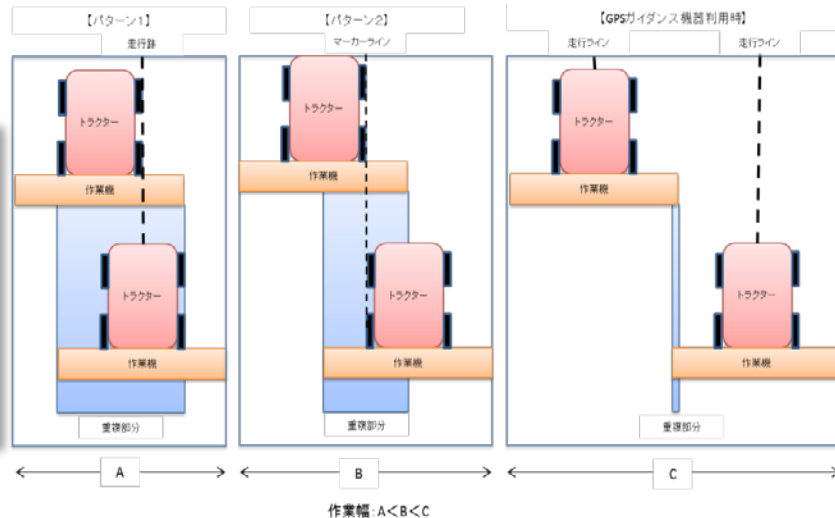 【パターン1】
走行跡
トラクター
作業機
トラクター
作業機
重複部分
A
【パターン2】
マーカーライン
トラクター
作業機
トラクター
作業機
重複部分
B
【GPSガイダンス機器利用時】
走行ライン
走行ライン
トラクター
作業機
トラクター
作業機
重複部分
C
作業幅:A<B<C